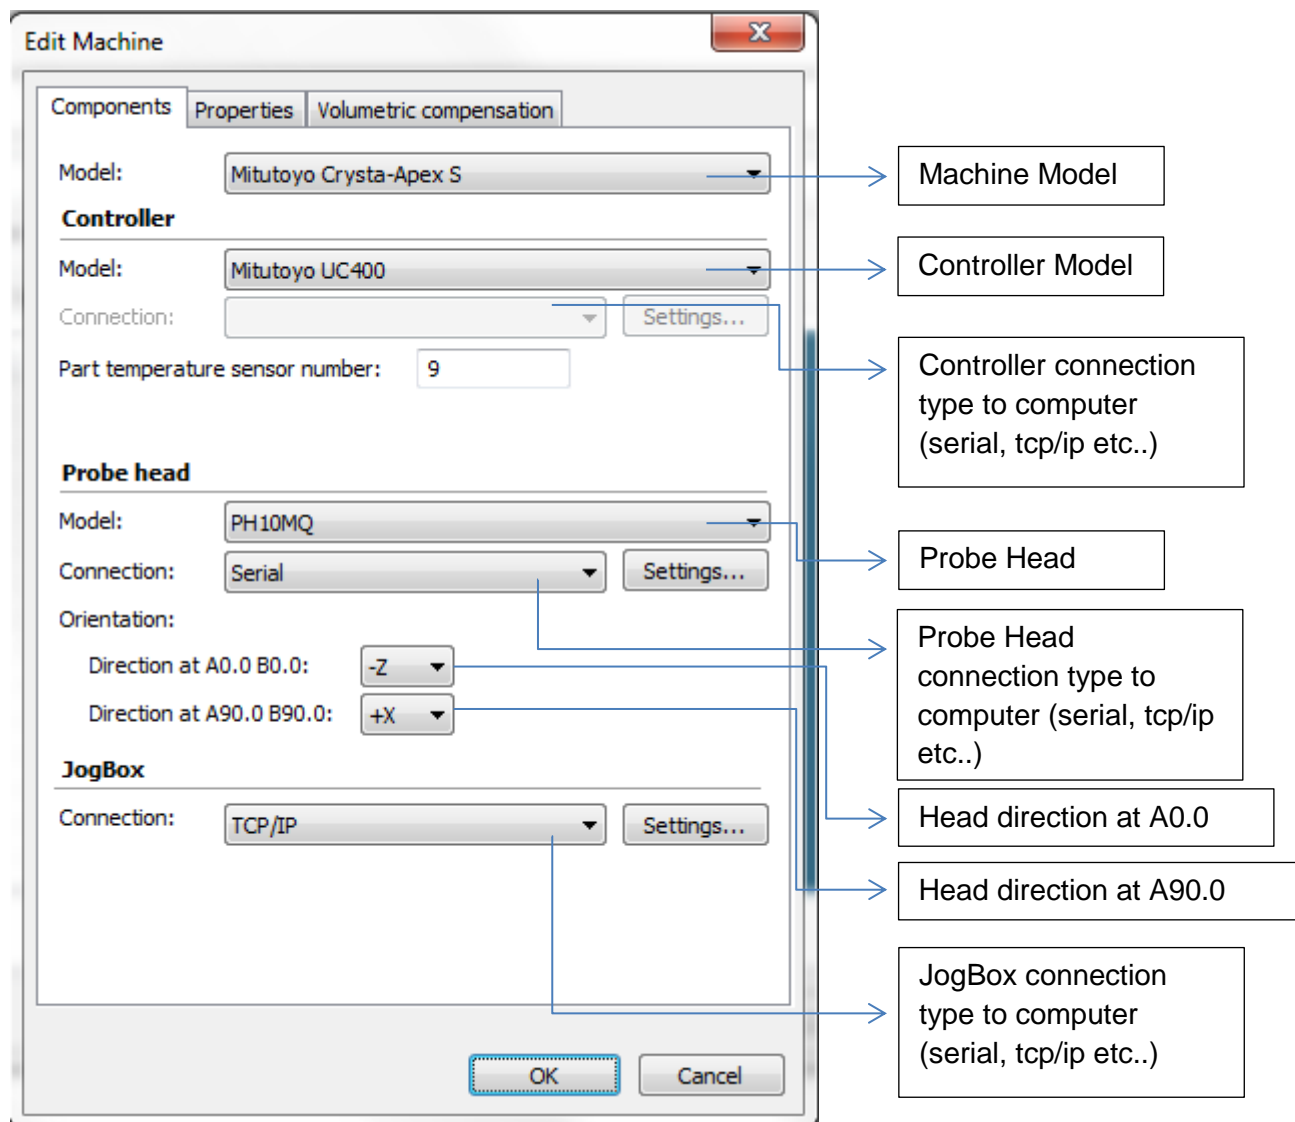 Edit Machine
Components Properties Volumetric compensation
Model: Mitutoyo Crysta-Apex S
Machine Model
Controller
Model: Mitutoyo UC400
Controller Model
Connection: Settings...
Part temperature sensor number: 9
Controller connection
type to computer
(serial, tcp/ip etc..)
Probe head
Model: PH10MQ
Probe Head
Connection: Serial Settings...
Orientation:
Probe Head
connection type to
computer (serial, tcp/ip
etc..)
Direction at A0.0 B0.0: -Z
Direction at A90.0 B90.0: +X
JogBox
Connection: TCP/IP Settings...
Head direction at A0.0
Head direction at A90.0
JogBox connection
type to computer
(serial, tcp/ip etc..)
OK Cancel